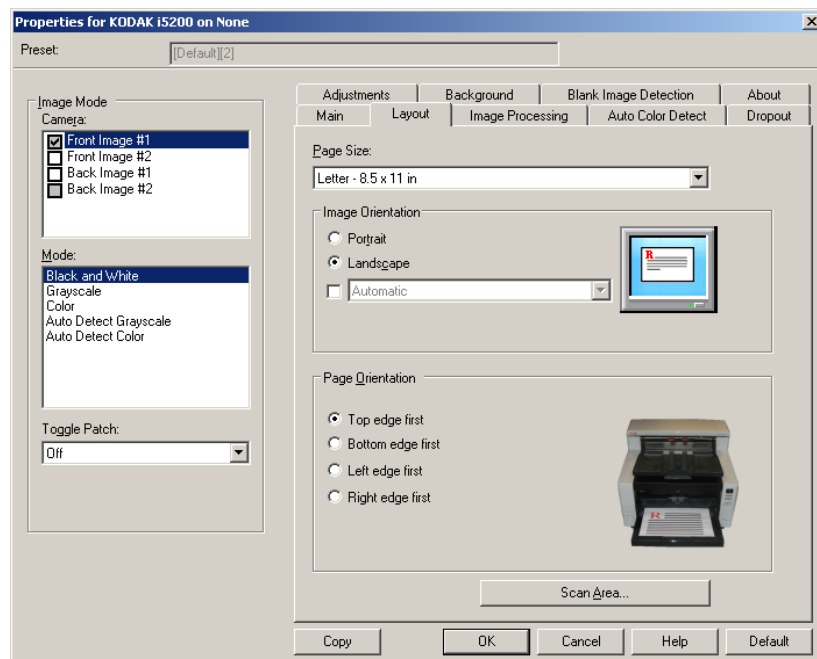 Properties for KODAK i5200 on None
Preset:
[Default][2]
Image Mode
Camera:
Front Image #1
Front Image #2
Back Image #1
Back Image #2
Mode:
Black and White
Grayscale
Color
Auto Detect Grayscale
Auto Detect Color
Toggle Patch:
Off
Adjustments Background Blank Image Detection About
Main Layout Image Processing Auto Color Detect Dropout
Page Size:
Letter - 8.5 x 11 in
Image Orientation
Portrait
Landscape
Automatic
R
Page Orientation
Top edge first
Bottom edge first
Left edge first
Right edge first
R
Scan Area...
Copy OK Cancel Help Default